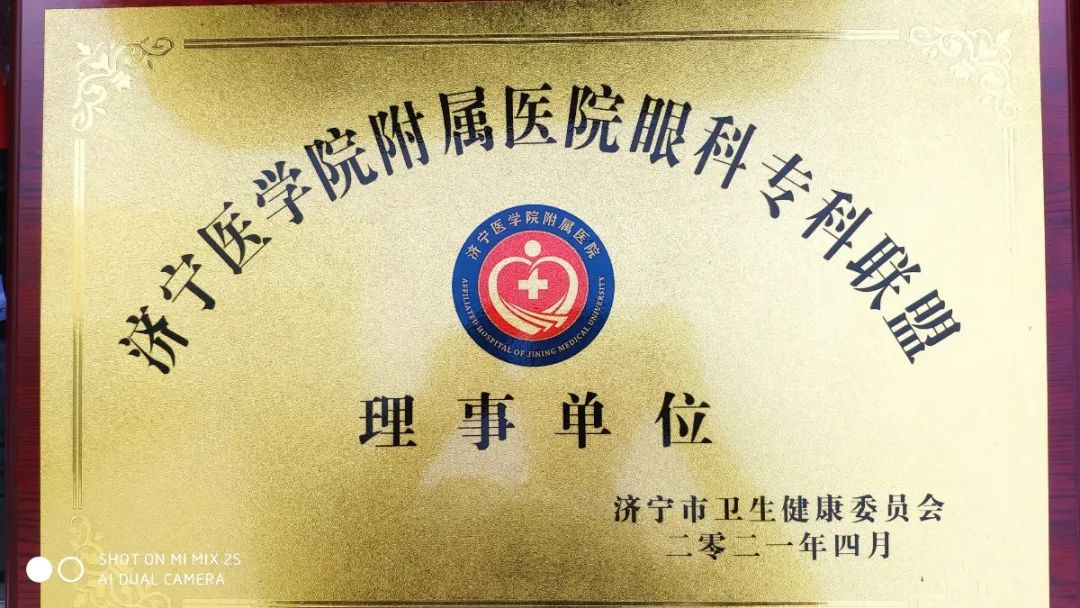 济宁医学院附属医院眼科专科联盟
济宁医学院附属医院
AFFILIATED HOSPITAL OF JINING MEDICAL UNIVERSITY
理事单位
济宁市卫生健康委员会
二零二一年四月
SHOT ON MI MIX 2S
AI DUAL CAMERA